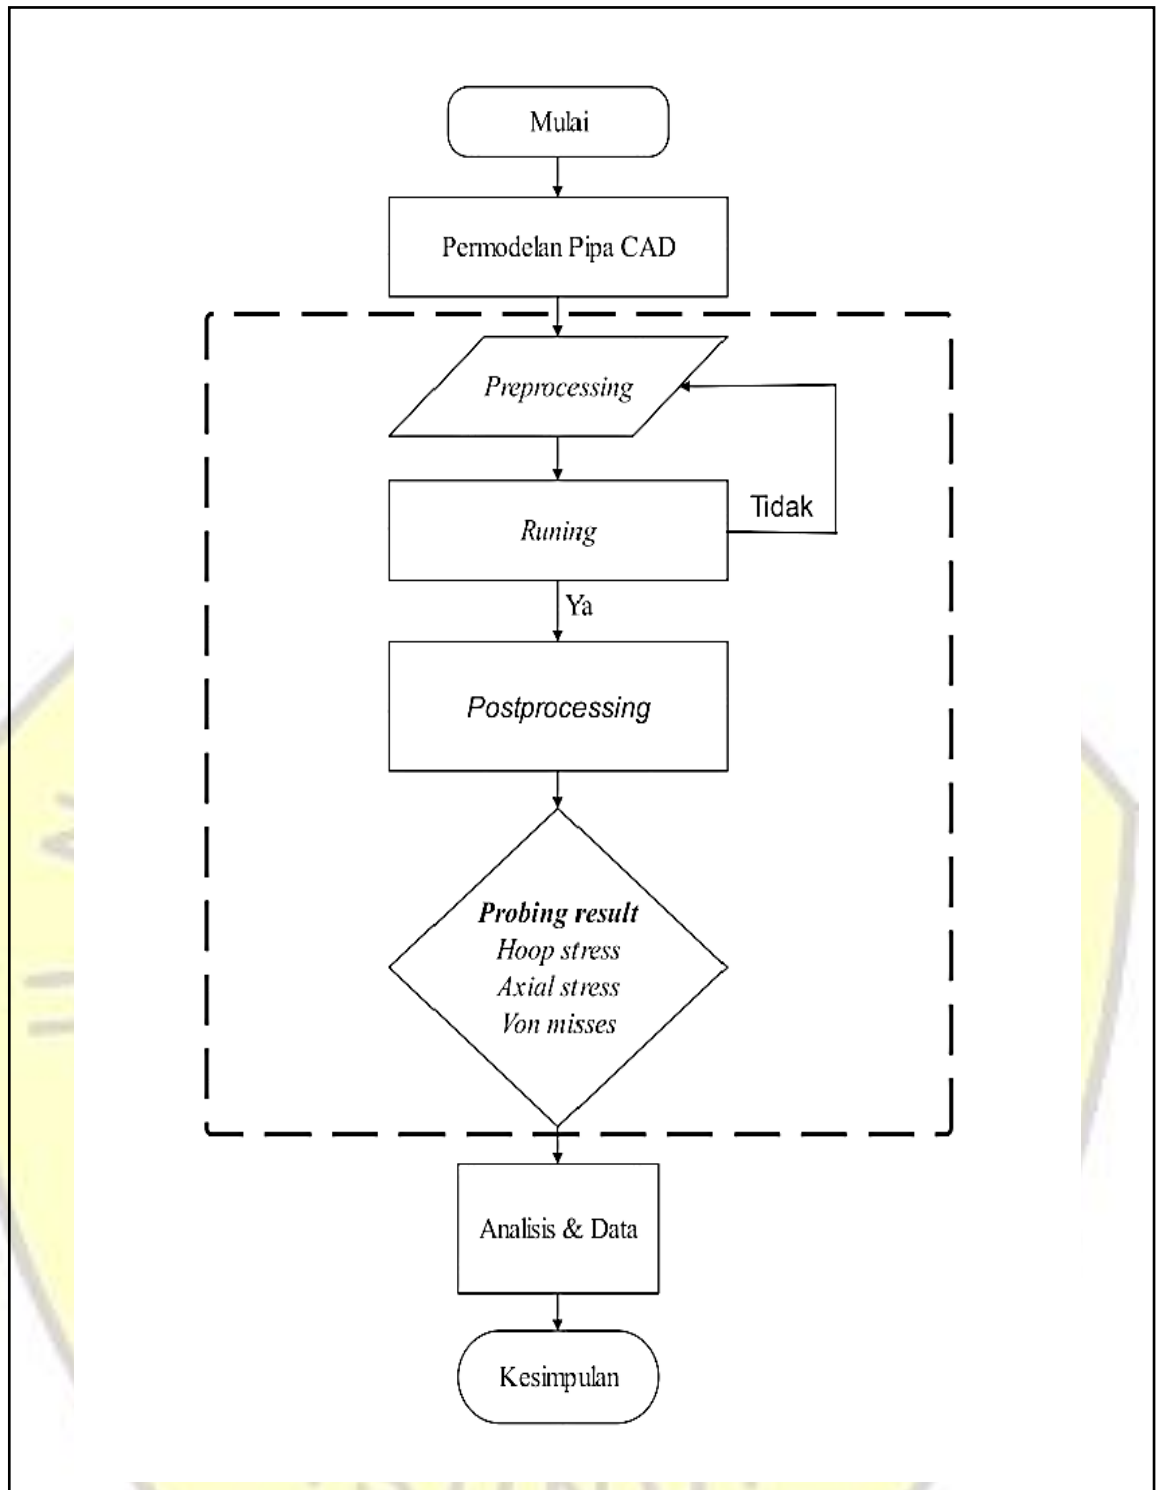 Mulai
Permodelan Pipa CAD
Preprocessing
Runing
Tidak
Ya
Postprocessing
Probing result
Hoop stress
Axial stress
Von misses
Analisis & Data
Kesimpulan